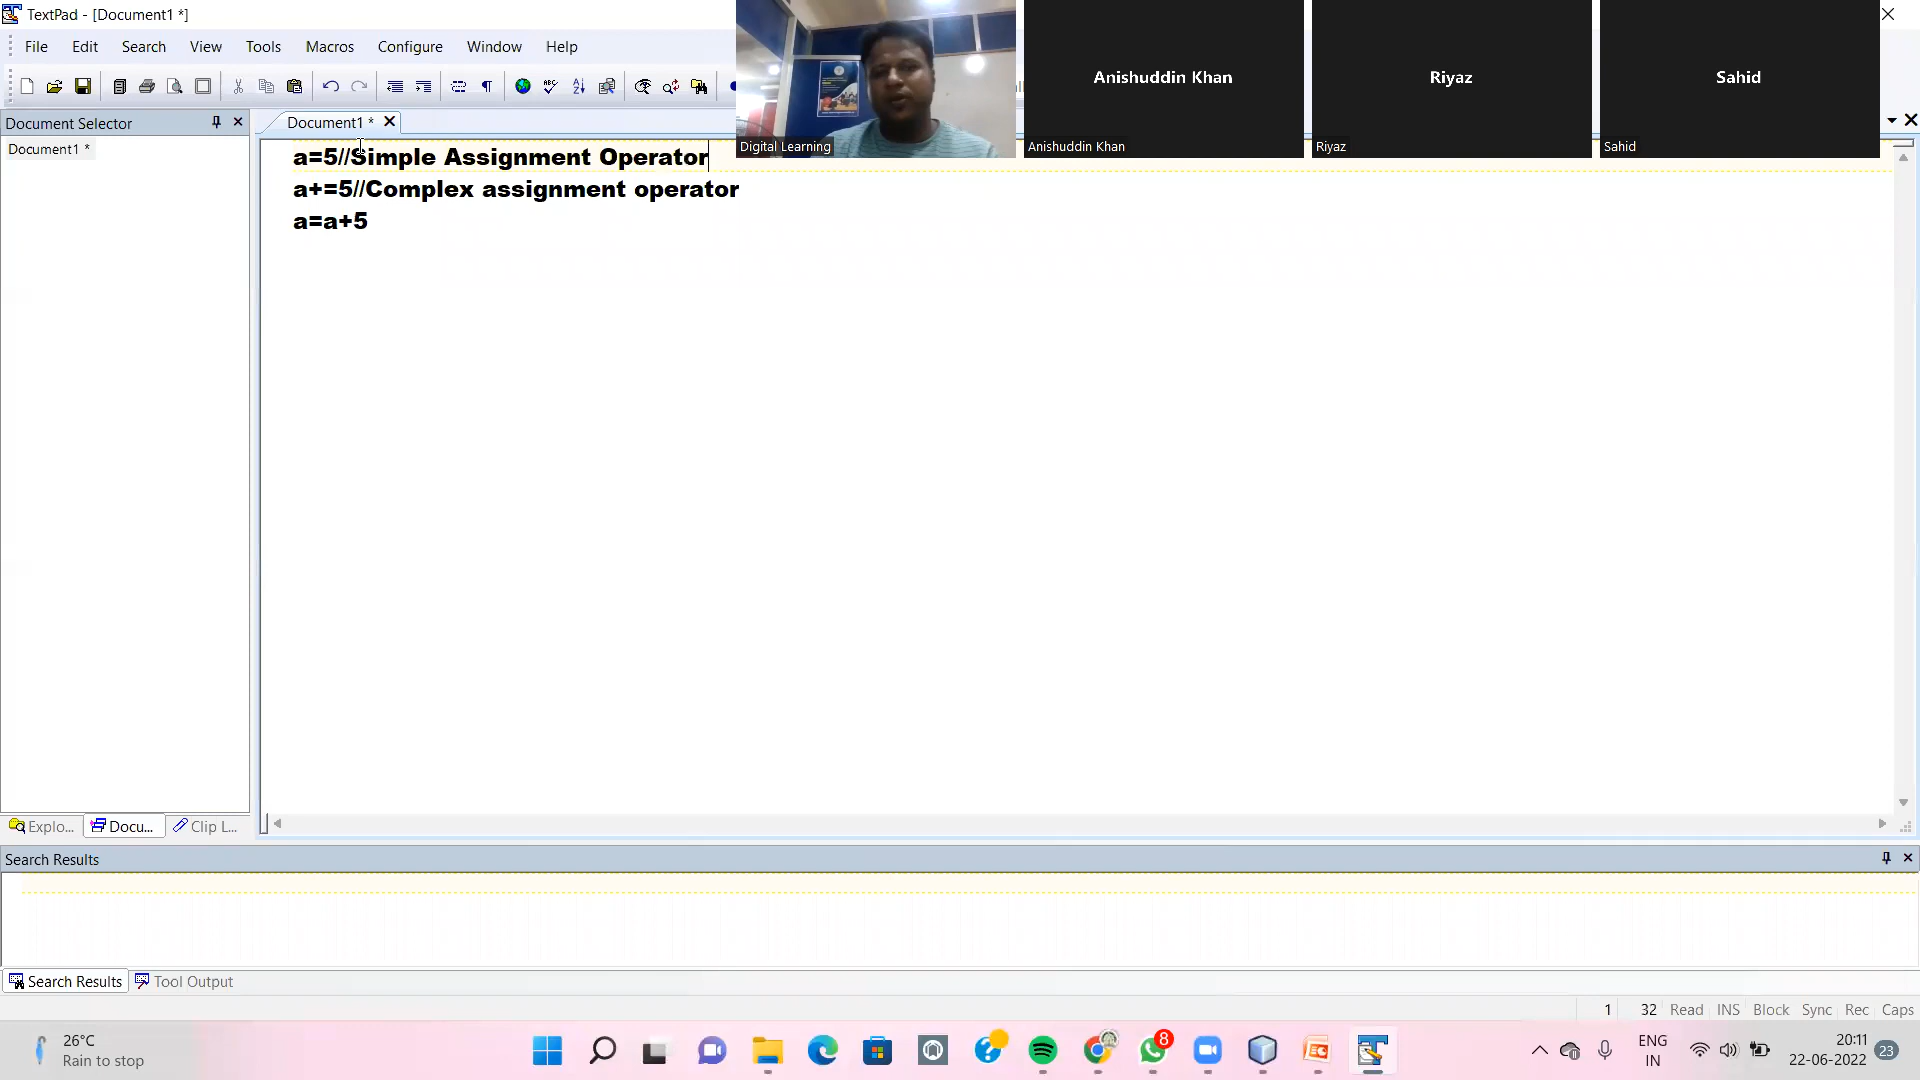 TextPad - [Document1 *]
File Edit Search View Tools Macros Configure Window Help
Anishuddin Khan
Riyaz
Sahid
Digital Learning
Anishuddin Khan
Riyaz
Sahid
Document Selector
Document1 *
Document1 *
a=5//Simple Assignment Operator
a+=5//Complex assignment operator
a=a+5
Explo... Docu... Clip L...
Search Results
Search Results Tool Output
1 32 Read INS Block Sync Rec Caps
26°C
Rain to stop
8
ENG
IN
20:11
22-06-2022
23